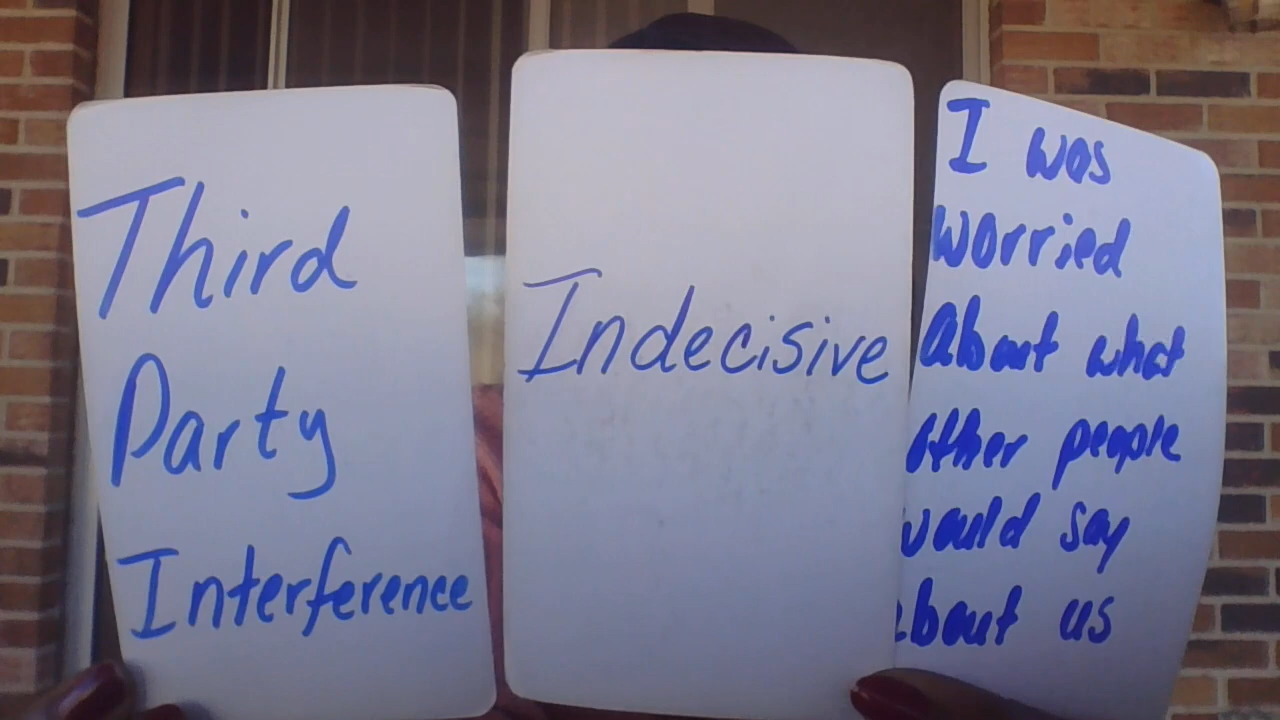 Third
Party
Interference
Indecisive
I was
worried
About what
other people
would say
about us